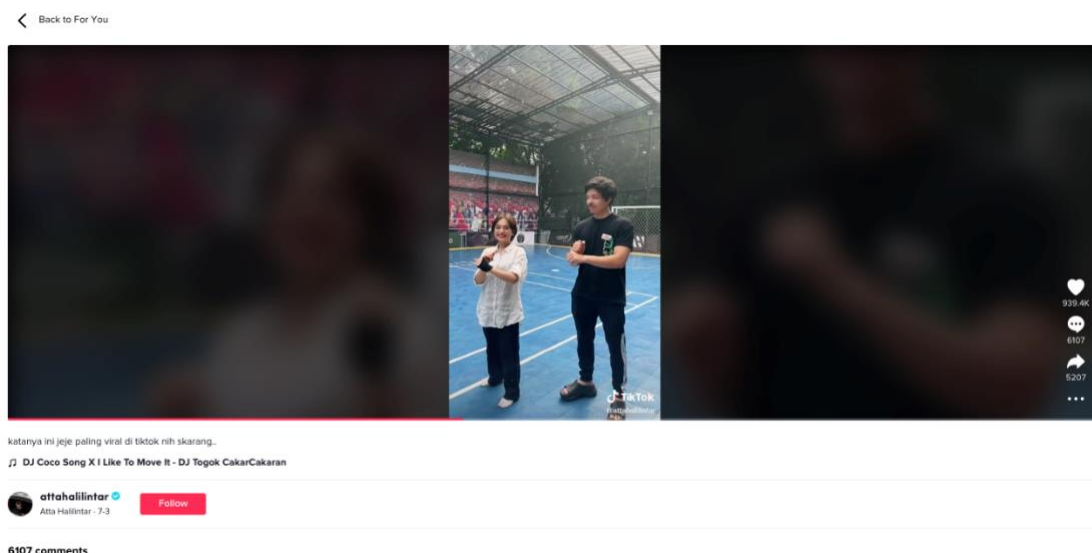 Back to For You
939.4K
6107
5207
TikTok
@attahalilintar
katanya ini jeje paling viral di tiktok nih skarang..
DJ Coco Song X I Like To Move It - DJ Togok CakarCakaran
attahalilintar
Follow
Atta Halilintar · 7-3
6107 comments